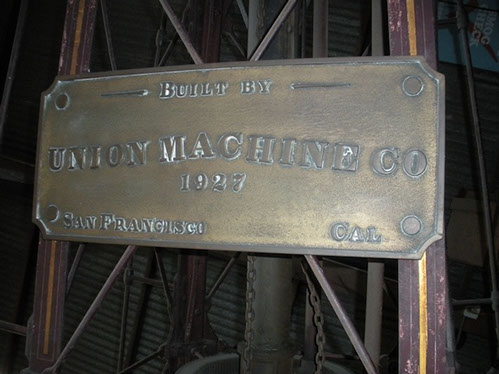 BUILT BY
UNION MACHINE CO
1927
SAN FRANCISCO CAL